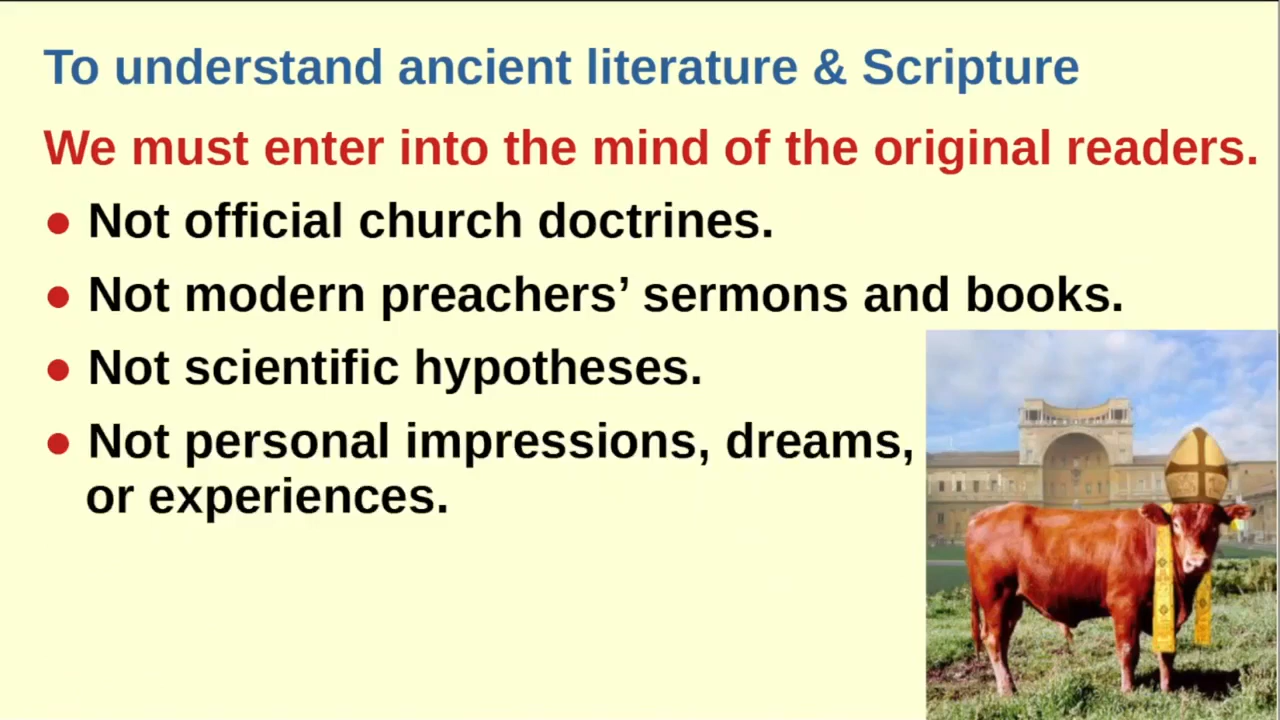 To understand ancient literature & Scripture
We must enter into the mind of the original readers.
● Not official church doctrines.
● Not modern preachers’ sermons and books.
● Not scientific hypotheses.
● Not personal impressions, dreams,
or experiences.